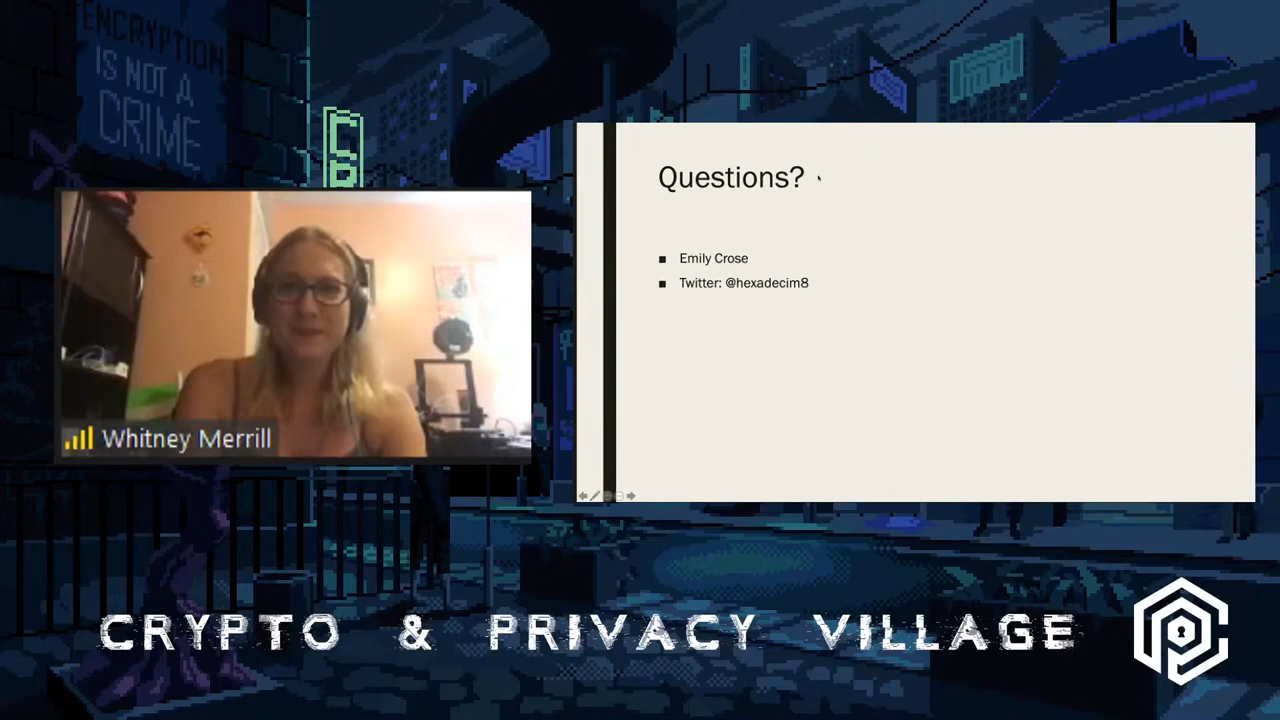 ENCRYPTION
IS NOT A
CRIME
Questions?
Emily Crose
Twitter: @hexadecim8
Whitney Merrill
CRYPTO & PRIVACY VILLAGE